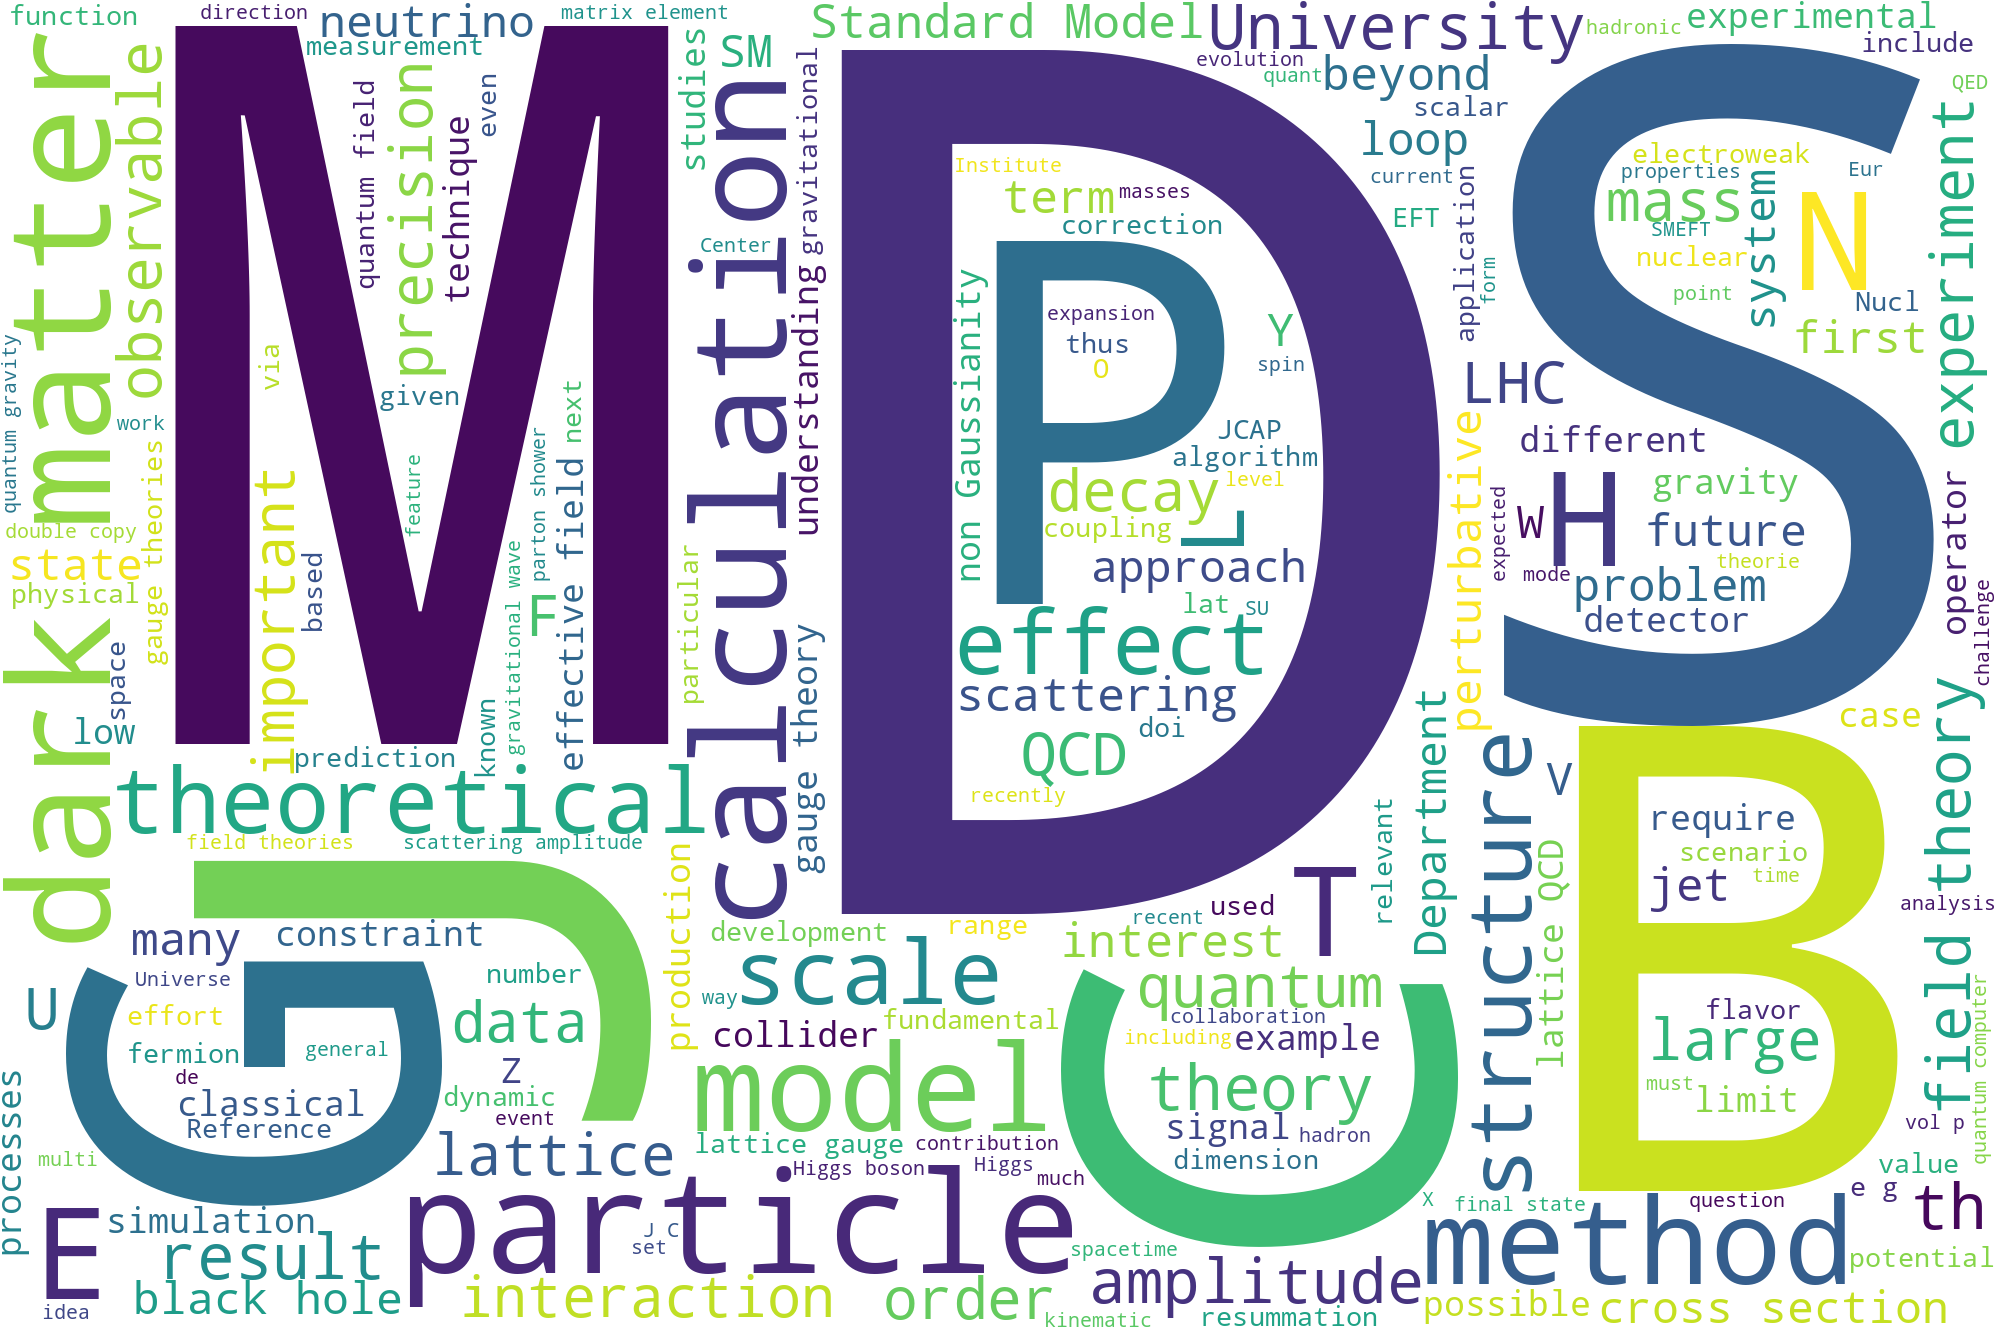 function
direction
neutrino
matrix element
measurement
studies
SM
Standard Model
University
evolution
quant
beyond
hadronic
experimental
include
QED
matter
observable
M
quantum field
precision
technique
even
calculation
gravitational
D
scalar
loop
current
EFT
application
form
S
electroweak
properties
Eur
mass
SMEFT
nuclear
point
system
N
Nucl
first
experiment
Institute
term
masses
correction
Center
understanding
non Gaussianity
P
expansion
thus
O
Y
spin
JCAP
algorithm
level
decay
coupling
L
approach
lat
SU
effect
scattering
doi
QCD
recently
quantum gravity
work
gauge theories
double copy
state
physical
dark
space
low
via
given
important
based
feature
parton shower
next
effective field
F
gravitational wave
known
prediction
particular
gauge theory
LHC
different
perturbative
expected
W
H
mode
gravity
future
theorie
problem
detector
operator
challenge
case
theoretical
field theories
scattering amplitude
production
J
G
many
constraint
Universe
effort
fermion
general
de
classical
Reference
U
number
data
Z
dynamic
event
lattice
processes
multi
development
range
scale
way
collider
fundamental
model
lattice gauge
contribution
Higgs boson
Higgs
much
recent
used
T
relevant
Department
interest
quantum
collaboration
including
example
theory
signal
hadron
dimension
C
structure
V
lattice QCD
B
require
scenario
jet
time
flavor
large
must
limit
analysis
field theory
quantum computer
vol p
value
e g
th
potential
X
final state
question
method
possible
cross section
E
idea
simulation
result
black hole
particle
J C
set
interaction
order
kinematic
spacetime
amplitude
resummation